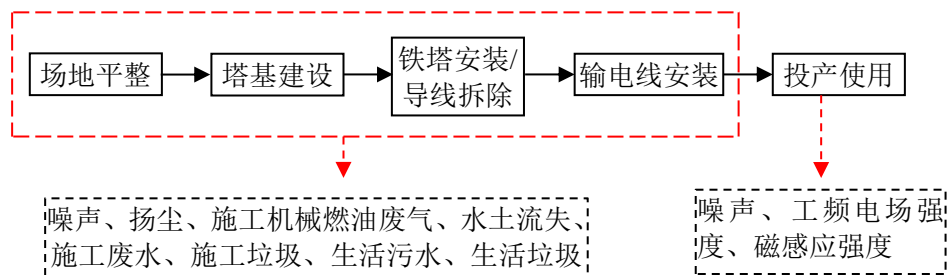 场地平整
塔基建设
铁塔安装/
导线拆除
输电线安装
投产使用
噪声、扬尘、施工机械燃油废气、水土流失、
施工废水、施工垃圾、生活污水、生活垃圾
噪声、工频电场强
度、磁感应强度